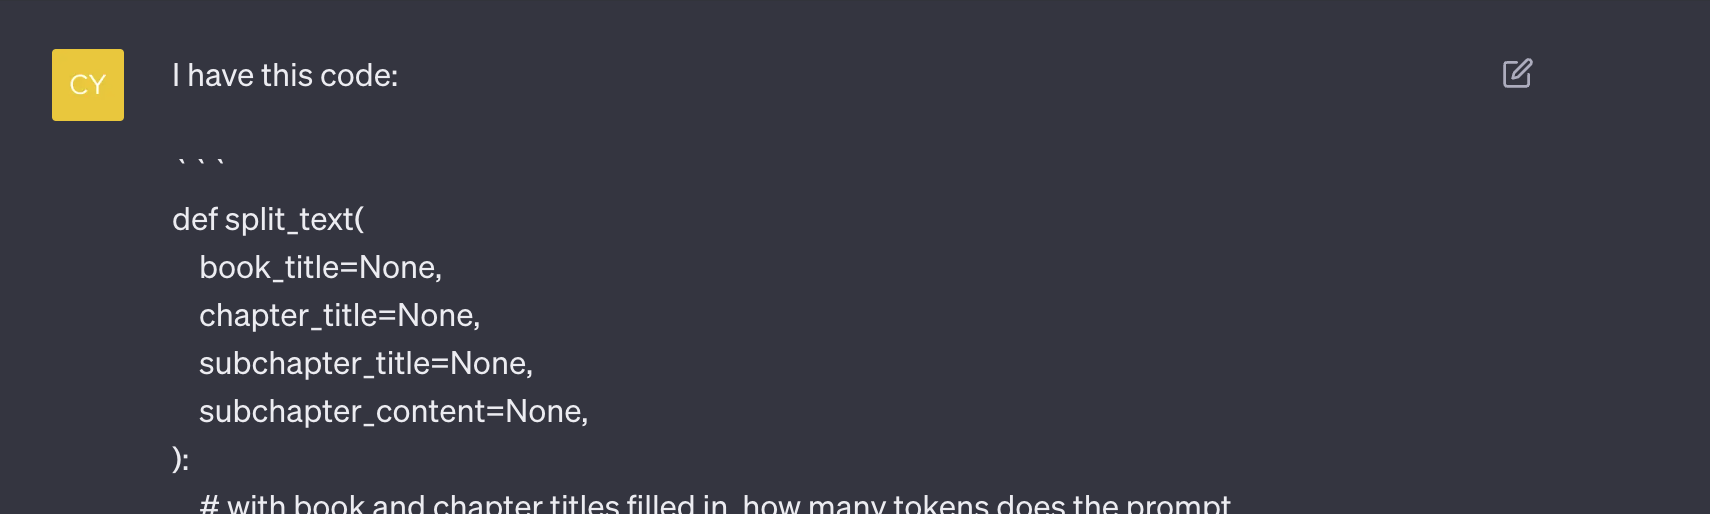 CY
I have this code:
```
def split_text(
    book_title=None,
    chapter_title=None,
    subchapter_title=None,
    subchapter_content=None,
):
    # with book and chapter titles filled in, how many tokens does the prompt